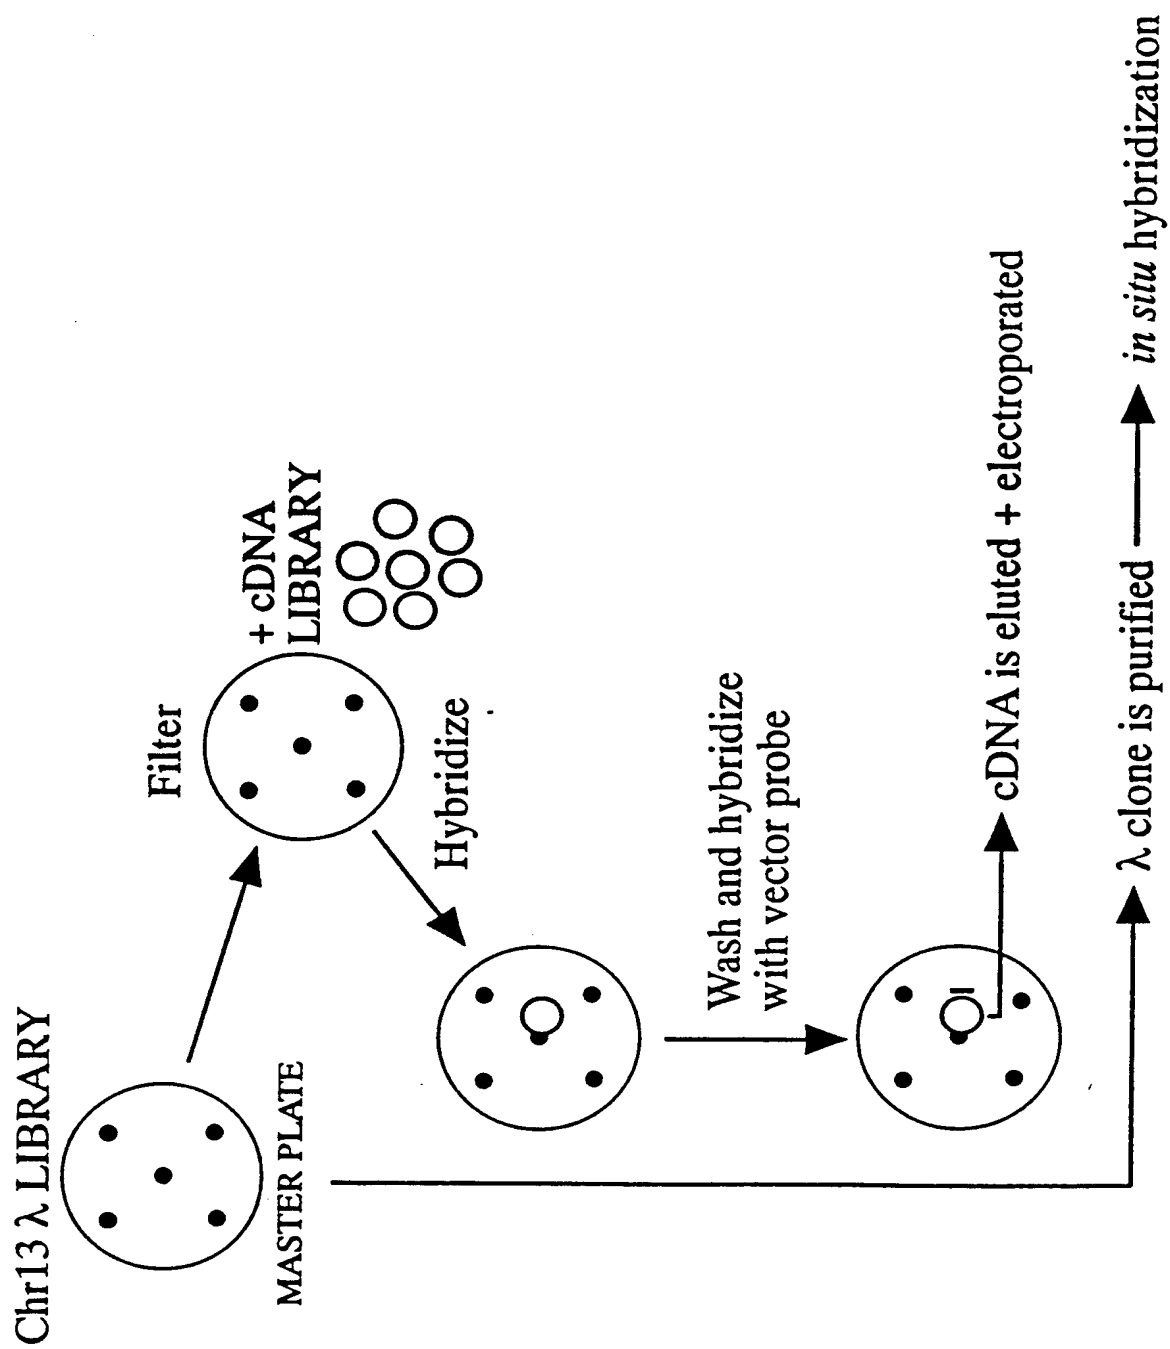 Chr13 λ LIBRARY
MASTER PLATE
Filter
+ cDNA
LIBRARY
Hybridize
Wash and hybridize
with vector probe
cDNA is eluted + electroporated
λ clone is purified
in situ hybridization